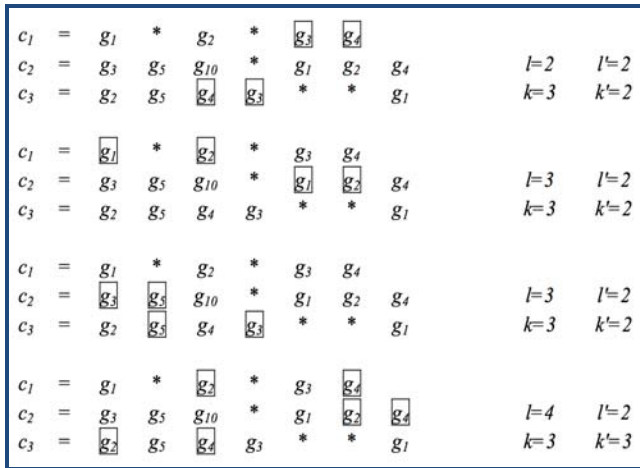 c1 = g1 * g2 * g3 g4
c2 = g3 g5 g10 * g1 g2 g4 l=2 l'=2
c3 = g2 g5 g4 g3 * * g1 k=3 k'=2
c1 = g1 * g2 * g3 g4
c2 = g3 g5 g10 * g1 g2 g4 l=3 l'=2
c3 = g2 g5 g4 g3 * * g1 k=3 k'=2
c1 = g1 * g2 * g3 g4
c2 = g3 g5 g10 * g1 g2 g4 l=3 l'=2
c3 = g2 g5 g4 g3 * * g1 k=3 k'=2
c1 = g1 * g2 * g3 g4
c2 = g3 g5 g10 * g1 g2 g4 l=4 l'=2
c3 = g2 g5 g4 g3 * * g1 k=3 k'=3